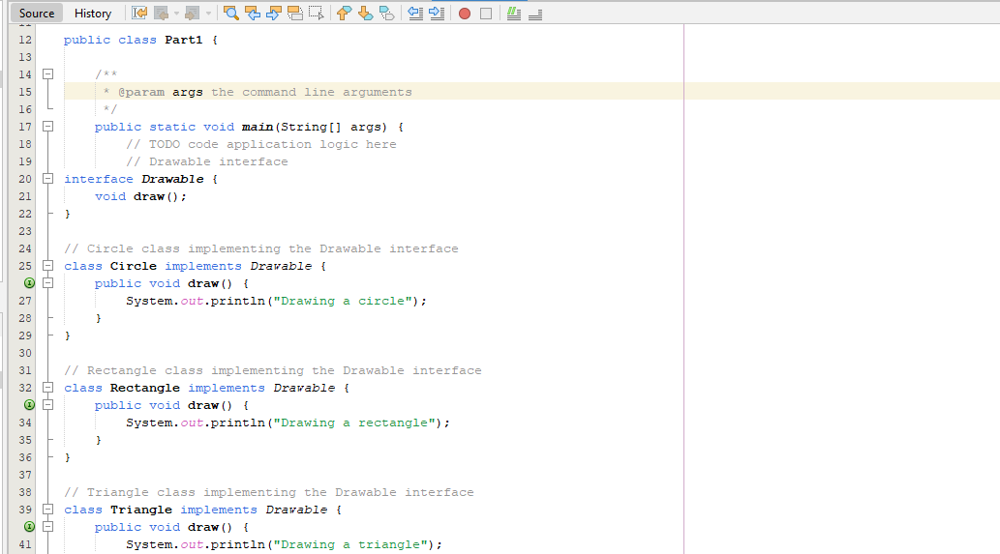 Source History
12 public class Part1 {
13
14 /**
15 * @param args the command line arguments
16 */
17 public static void main(String[] args) {
18 // TODO code application logic here
19 // Drawable interface
20 interface Drawable {
21 void draw();
22 }
23
24 // Circle class implementing the Drawable interface
25 class Circle implements Drawable {
public void draw() {
27 System.out.println("Drawing a circle");
28 }
29 }
30
31 // Rectangle class implementing the Drawable interface
32 class Rectangle implements Drawable {
public void draw() {
34 System.out.println("Drawing a rectangle");
35 }
36 }
37
38 // Triangle class implementing the Drawable interface
39 class Triangle implements Drawable {
public void draw() {
41 System.out.println("Drawing a triangle");